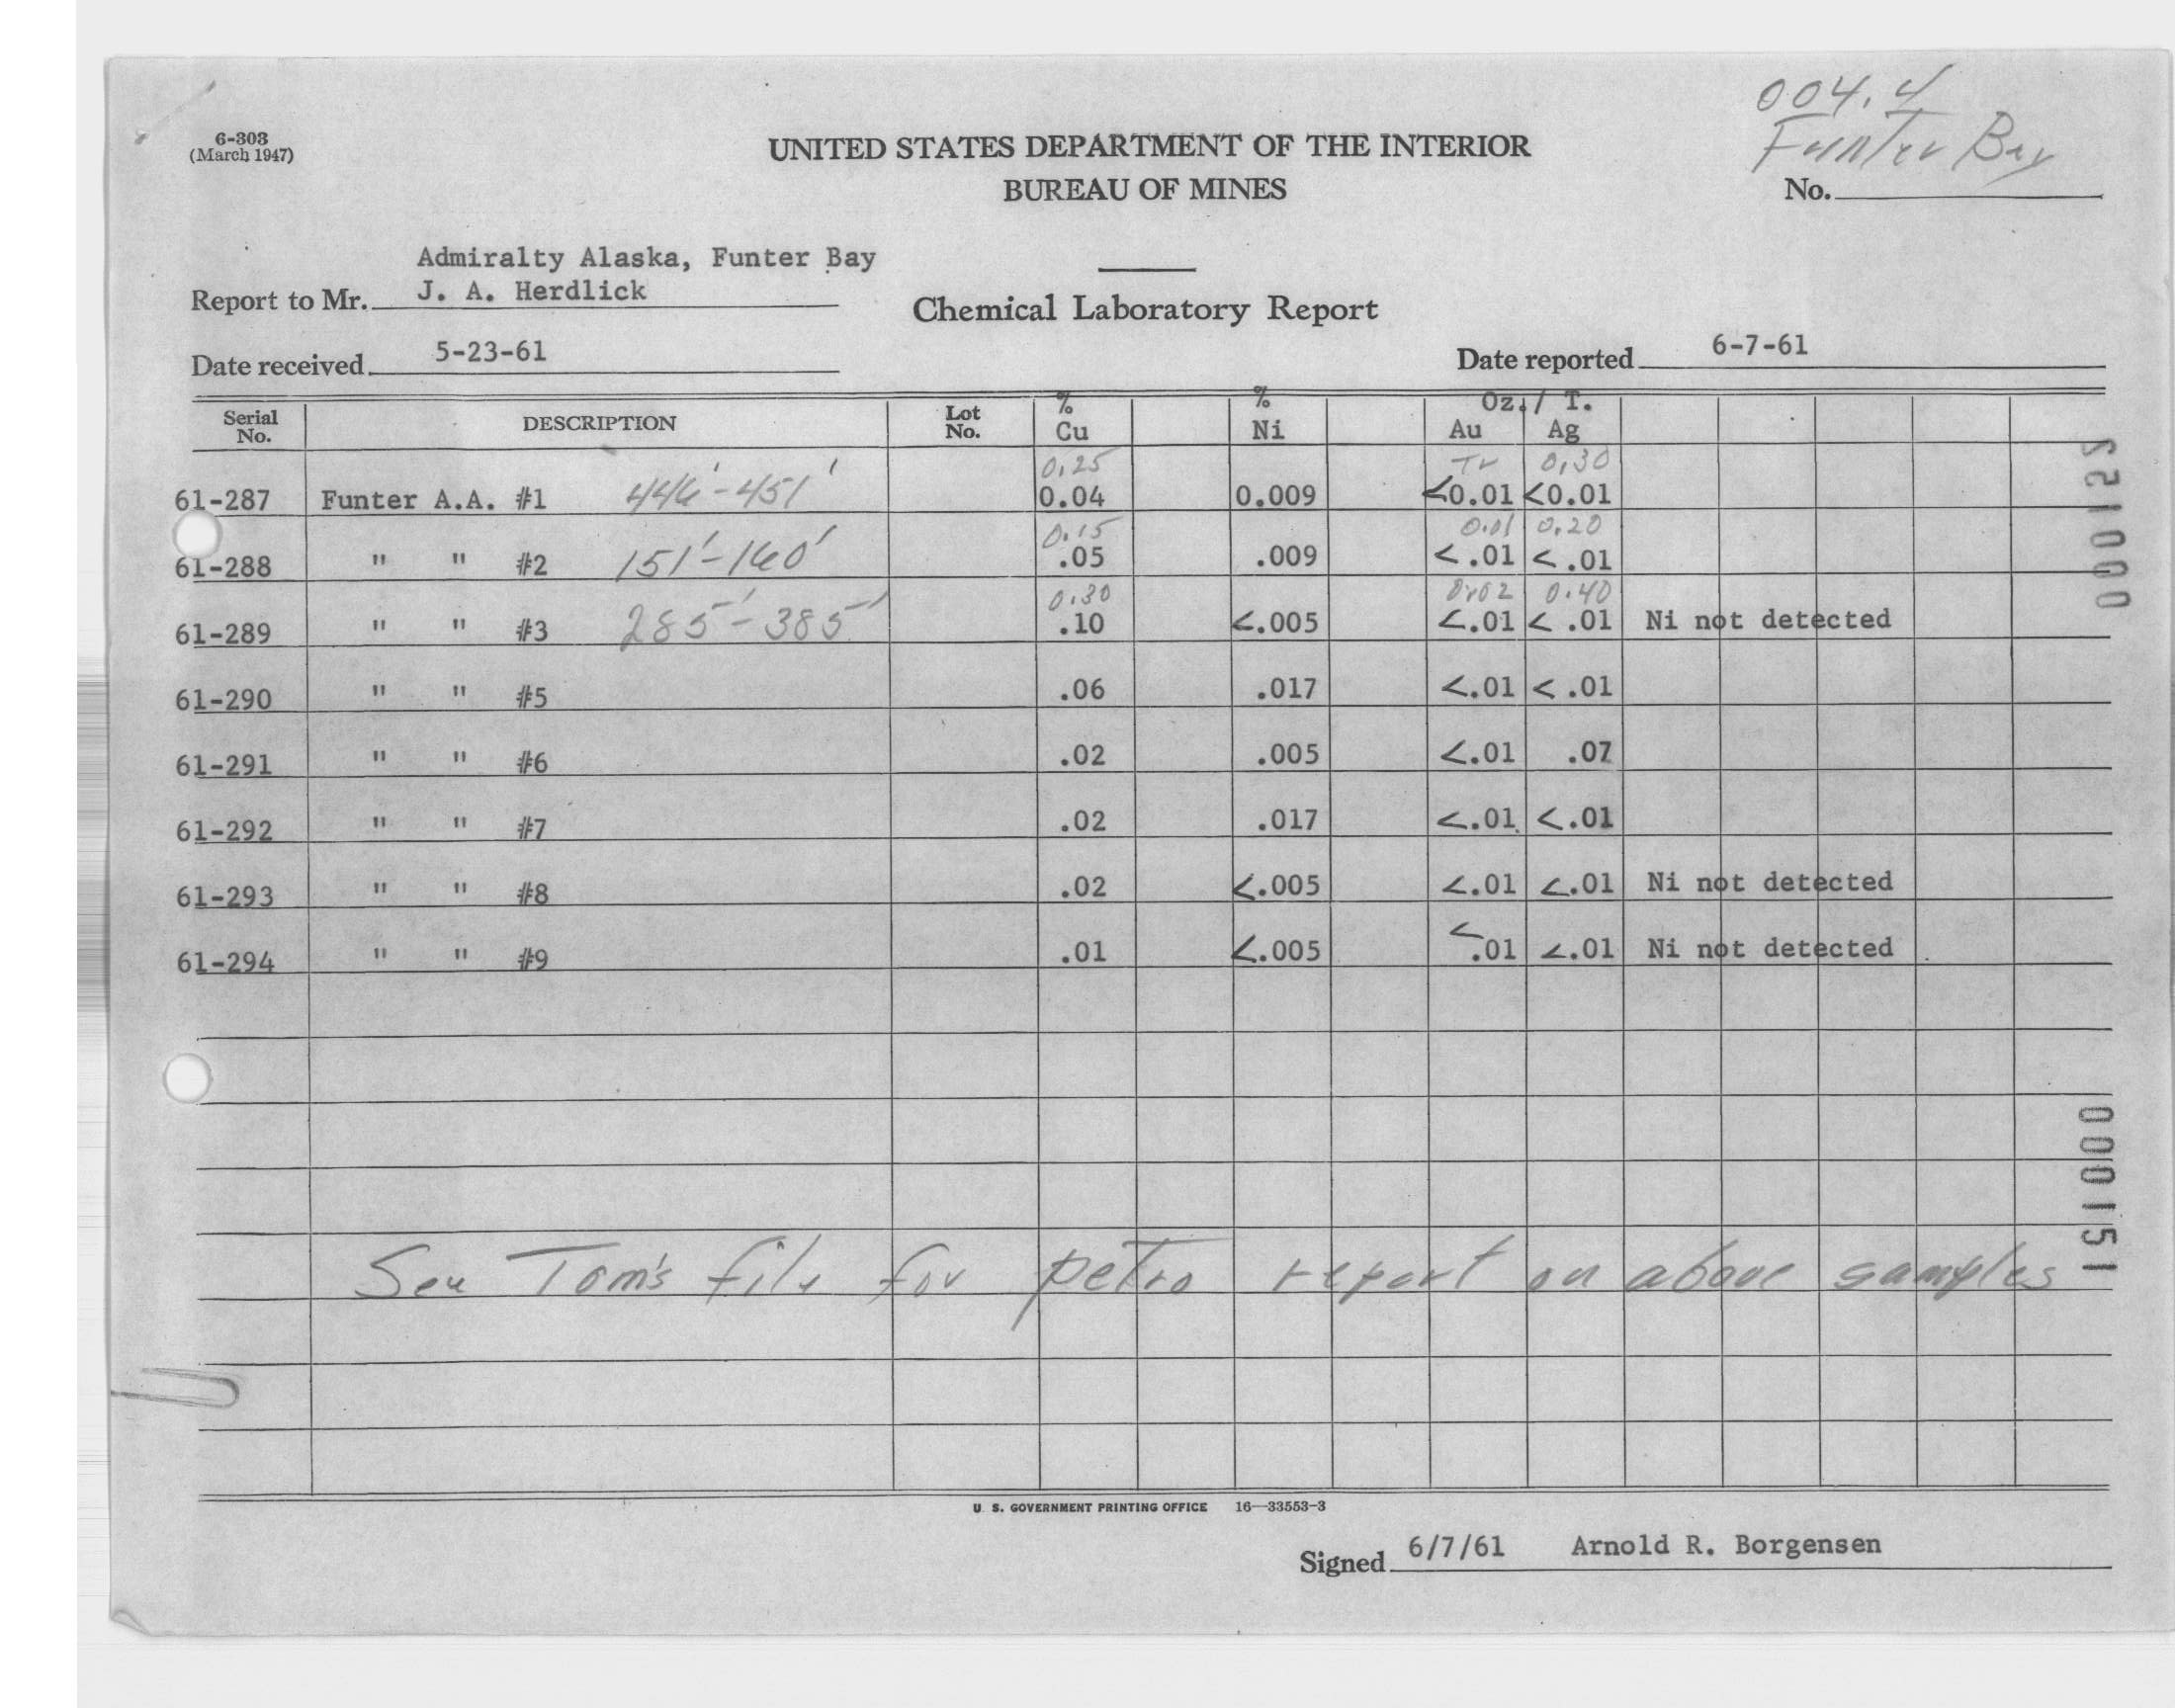 004.4
Funter Bay
6-303
(March 1947)
UNITED STATES DEPARTMENT OF THE INTERIOR
BUREAU OF MINES
No.
Admiralty Alaska, Funter Bay
Report to Mr. J. A. Herdlick
Chemical Laboratory Report
Date received 5-23-61
Date reported 6-7-61
% % Oz./ T.
Serial No. DESCRIPTION Lot No. Cu Ni Au Ag
0.25 Tr 0.30
61-287 Funter A.A. #1 446'-451' 0.04 0.009 <0.01 <0.01
0.15 0.01 0.20
61-288 " " #2 151'-160' .05 .009 <.01 <.01
0.30 0.02 0.40
61-289 " " #3 285'-385' .10 <.005 <.01 <.01 Ni not detected
61-290 " " #5 .06 .017 <.01 <.01
61-291 " " #6 .02 .005 <.01 .07
61-292 " " #7 .02 .017 <.01 <.01
61-293 " " #8 .02 <.005 <.01 <.01 Ni not detected
61-294 " " #9 .01 <.005 <.01 <.01 Ni not detected
000152
000151
See Tom's file for petro report on above samples
U. S. GOVERNMENT PRINTING OFFICE 16—33553-3
Signed 6/7/61 Arnold R. Borgensen